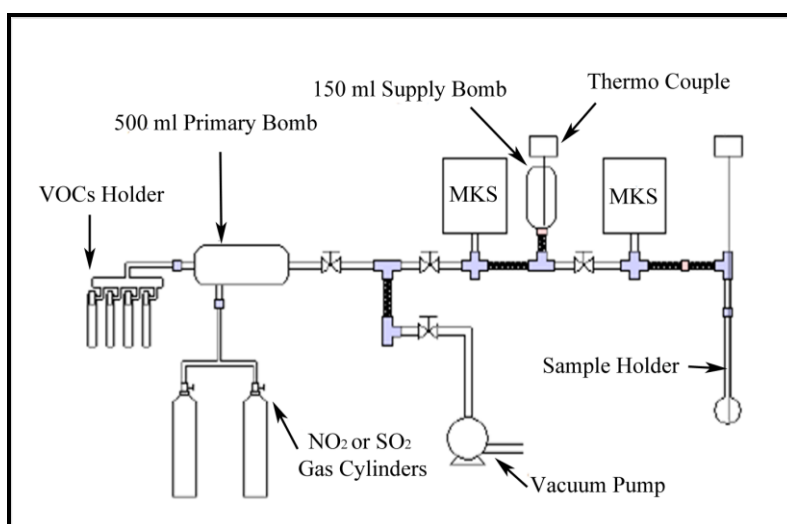 Thermo Couple
150 ml Supply Bomb
500 ml Primary Bomb
VOCs Holder
MKS
MKS
Sample Holder
NO₂ or SO₂
Gas Cylinders
Vacuum Pump